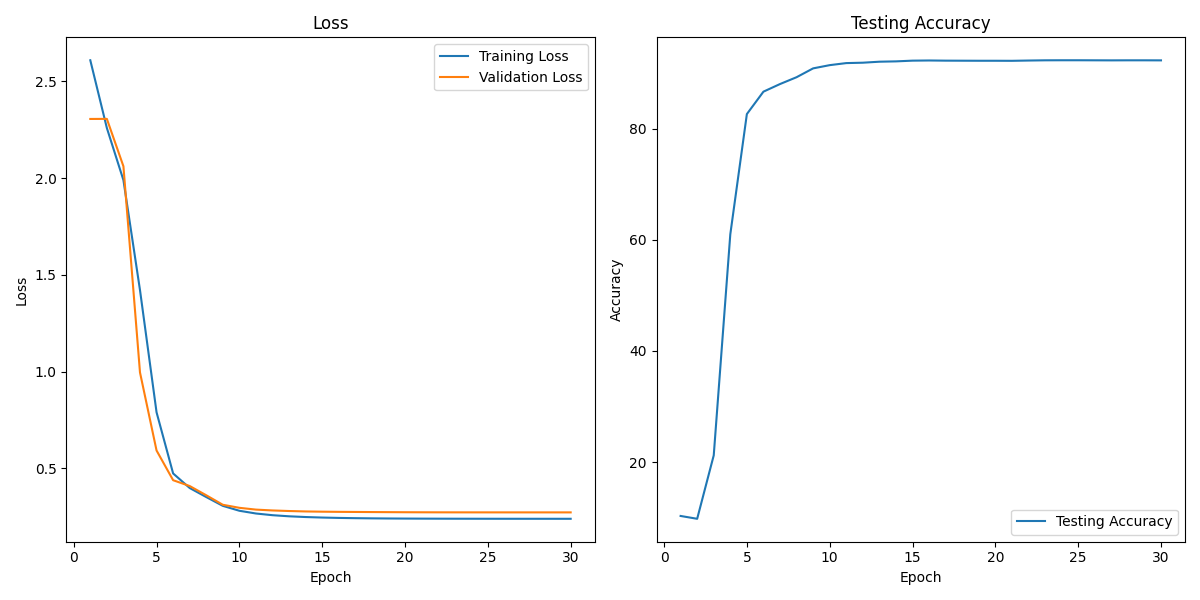 Loss
Training Loss
Validation Loss
2.5
2.0
1.5
1.0
0.5
Loss
0 5 10 15 20 25 30
Epoch
Testing Accuracy
80
60
40
20
Accuracy
Testing Accuracy
0 5 10 15 20 25 30
Epoch